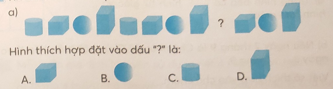 a)
?
Hình thích hợp đặt vào dấu "?" là:
A. B. C. D.